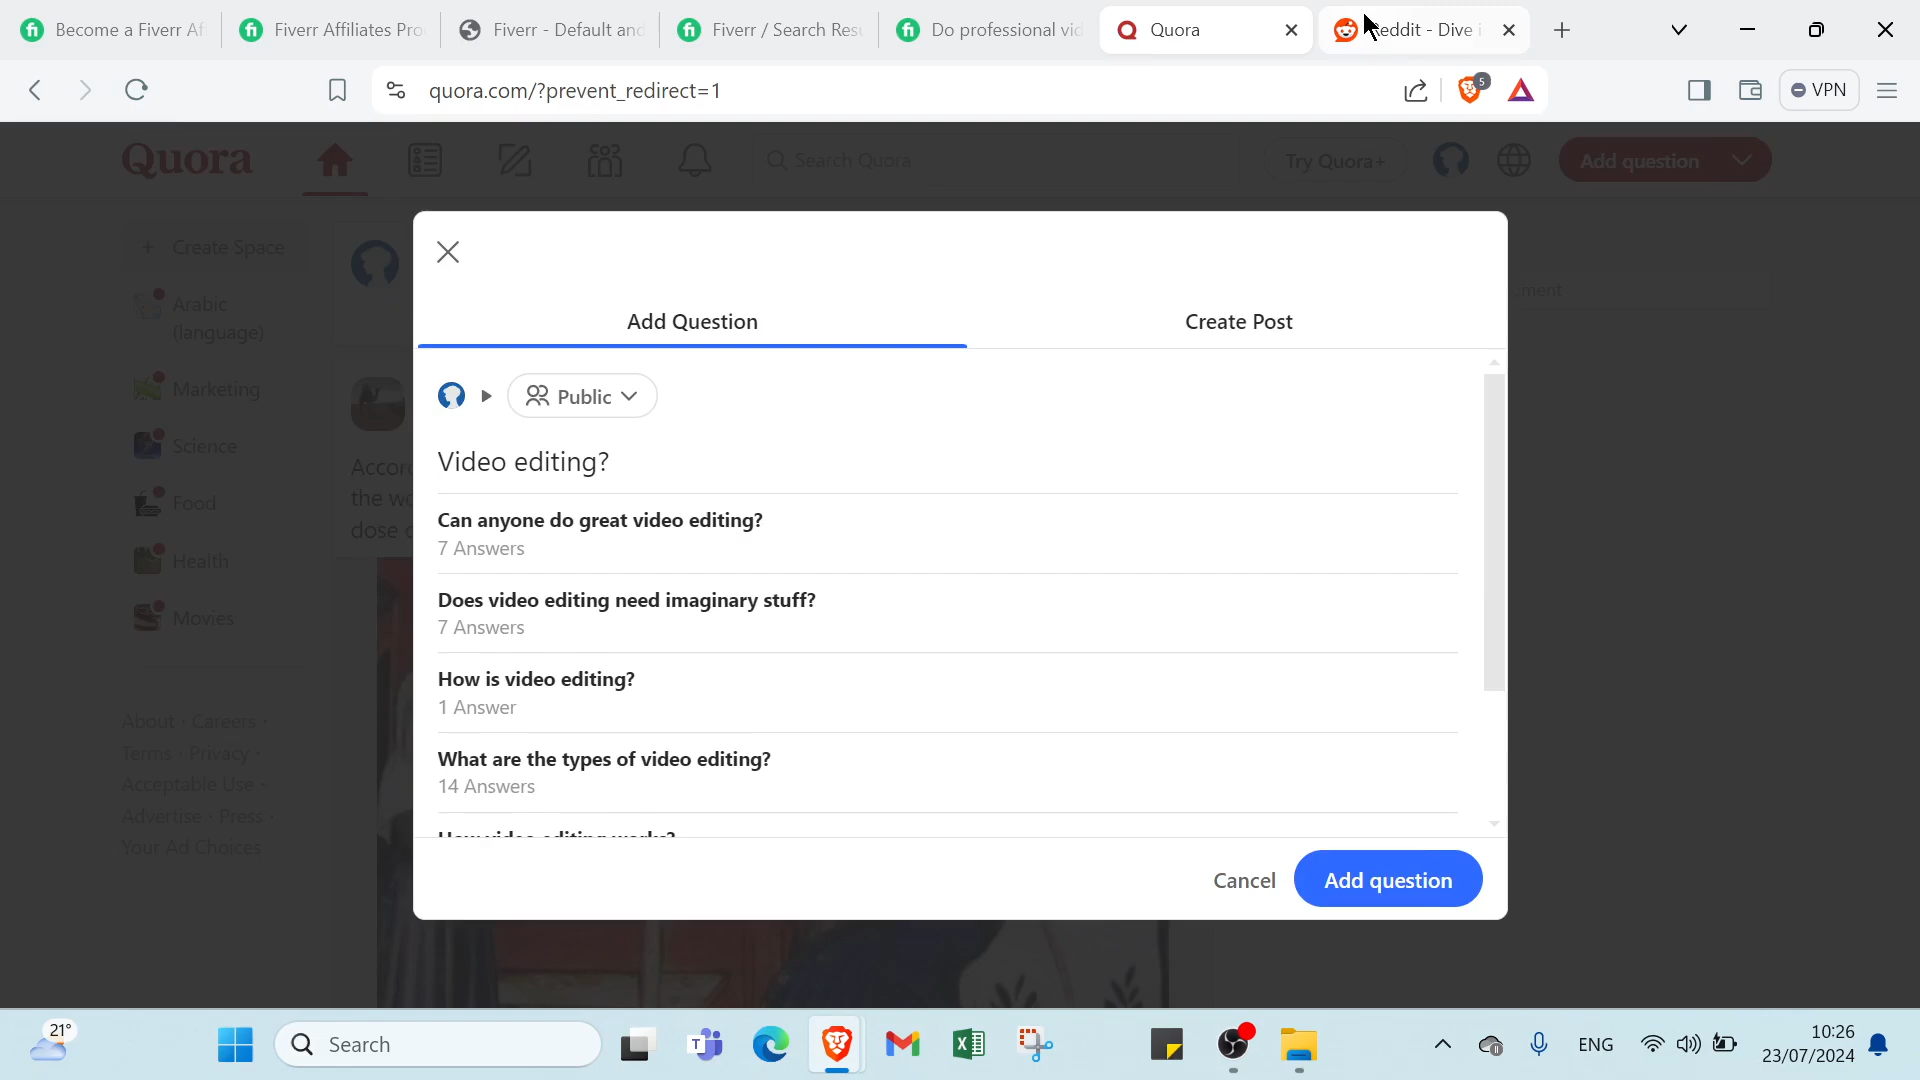 Become a Fiverr Af
Fiverr Affiliates Pro
Fiverr - Default and
Fiverr / Search Resu
Do professional vid
Quora
Reddit - Dive i
quora.com/?prevent_redirect=1
5
VPN
Quora
Search Quora
Try Quora+
Add question
+ Create Space
Arabic
(language)
Marketing
Science
Food
Health
Movies
About · Careers ·
Terms · Privacy ·
Acceptable Use ·
Advertise · Press ·
Your Ad Choices
the wo
dose
Add Question
Create Post
Public
Video editing?
Can anyone do great video editing?
7 Answers
Does video editing need imaginary stuff?
7 Answers
How is video editing?
1 Answer
What are the types of video editing?
14 Answers
How video editing works?
Cancel
Add question
21°
Search
ENG
10:26
23/07/2024